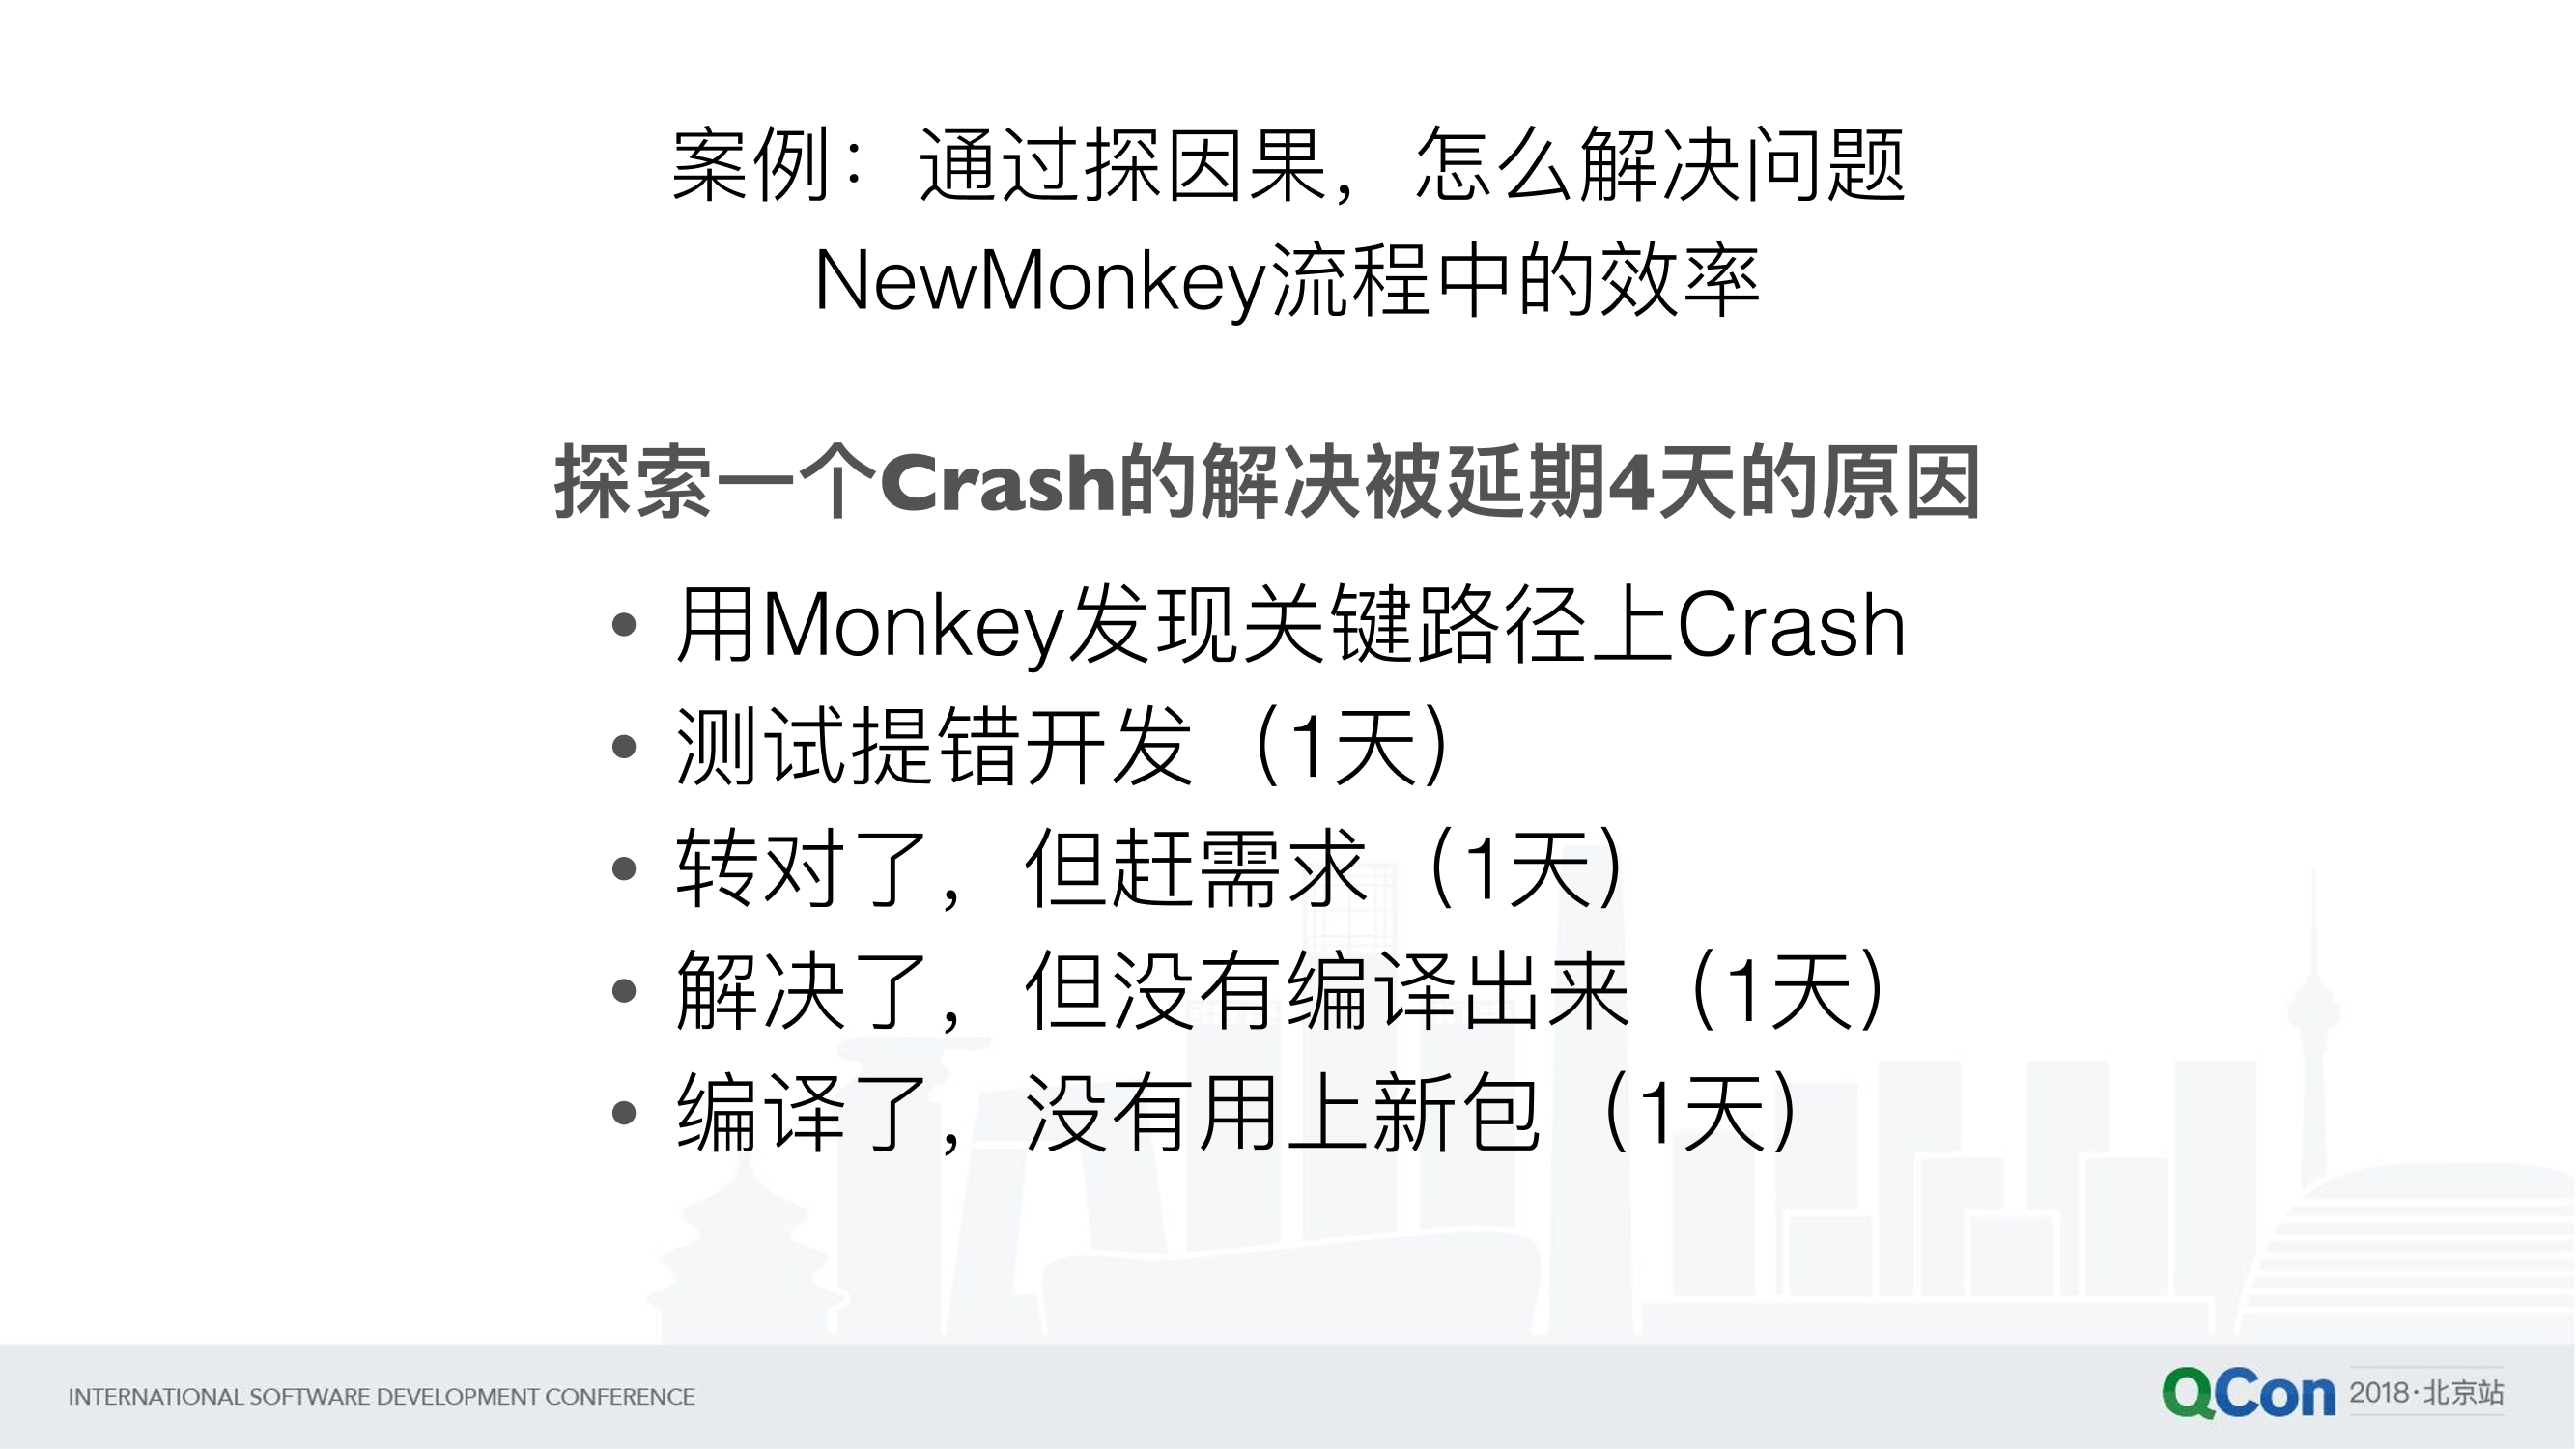 案例：通过探因果，怎么解决问题
NewMonkey流程中的效率
探索一个Crash的解决被延期4天的原因
• 用Monkey发现关键路径上Crash
• 测试提错开发（1天）
• 转对了，但赶需求（1天）
• 解决了，但没有编译出来（1天）
• 编译了，没有用上新包（1天）
INTERNATIONAL SOFTWARE DEVELOPMENT CONFERENCE
QCon 2018·北京站